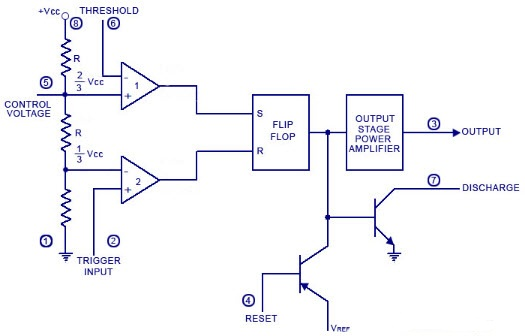 +Vcc
THRESHOLD
8
6
R
5
2/3 Vcc
-
1
+
CONTROL
VOLTAGE
R
1/3 Vcc
-
2
+
1
2
TRIGGER
INPUT
S
FLIP
FLOP
R
OUTPUT
STAGE
POWER
AMPLIFIER
3
OUTPUT
7
DISCHARGE
4
RESET
VREF